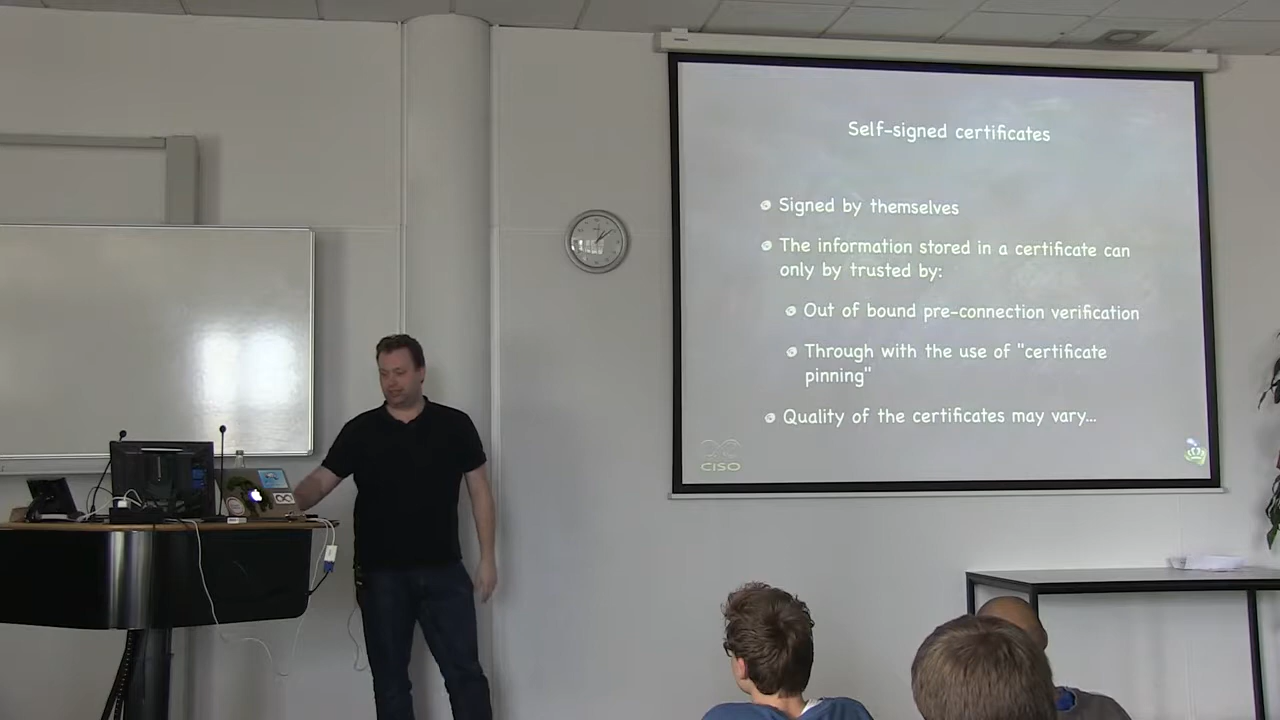 Self-signed certificates
Signed by themselves
The information stored in a certificate can
only by trusted by:
Out of bound pre-connection verification
Through with the use of "certificate
pinning"
Quality of the certificates may vary...
CISO